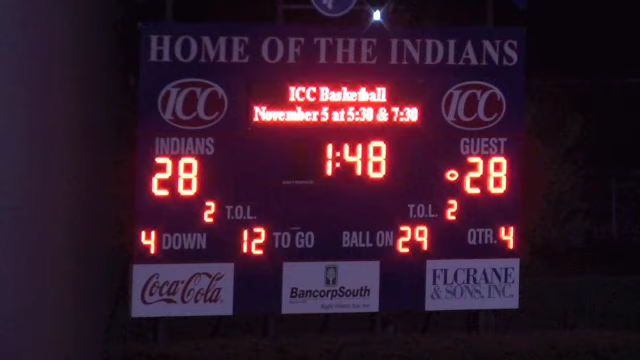 HOME OF THE INDIANS
ICC ICC
ICC Basketball
November 5 at 5:30 & 7:30
INDIANS 1:48 GUEST
28 28
2 T.O.L. T.O.L. 2
4 DOWN 12 TO GO BALL ON 29 QTR. 4
Coca-Cola
BancorpSouth
FLCRANE
& SONS, INC.